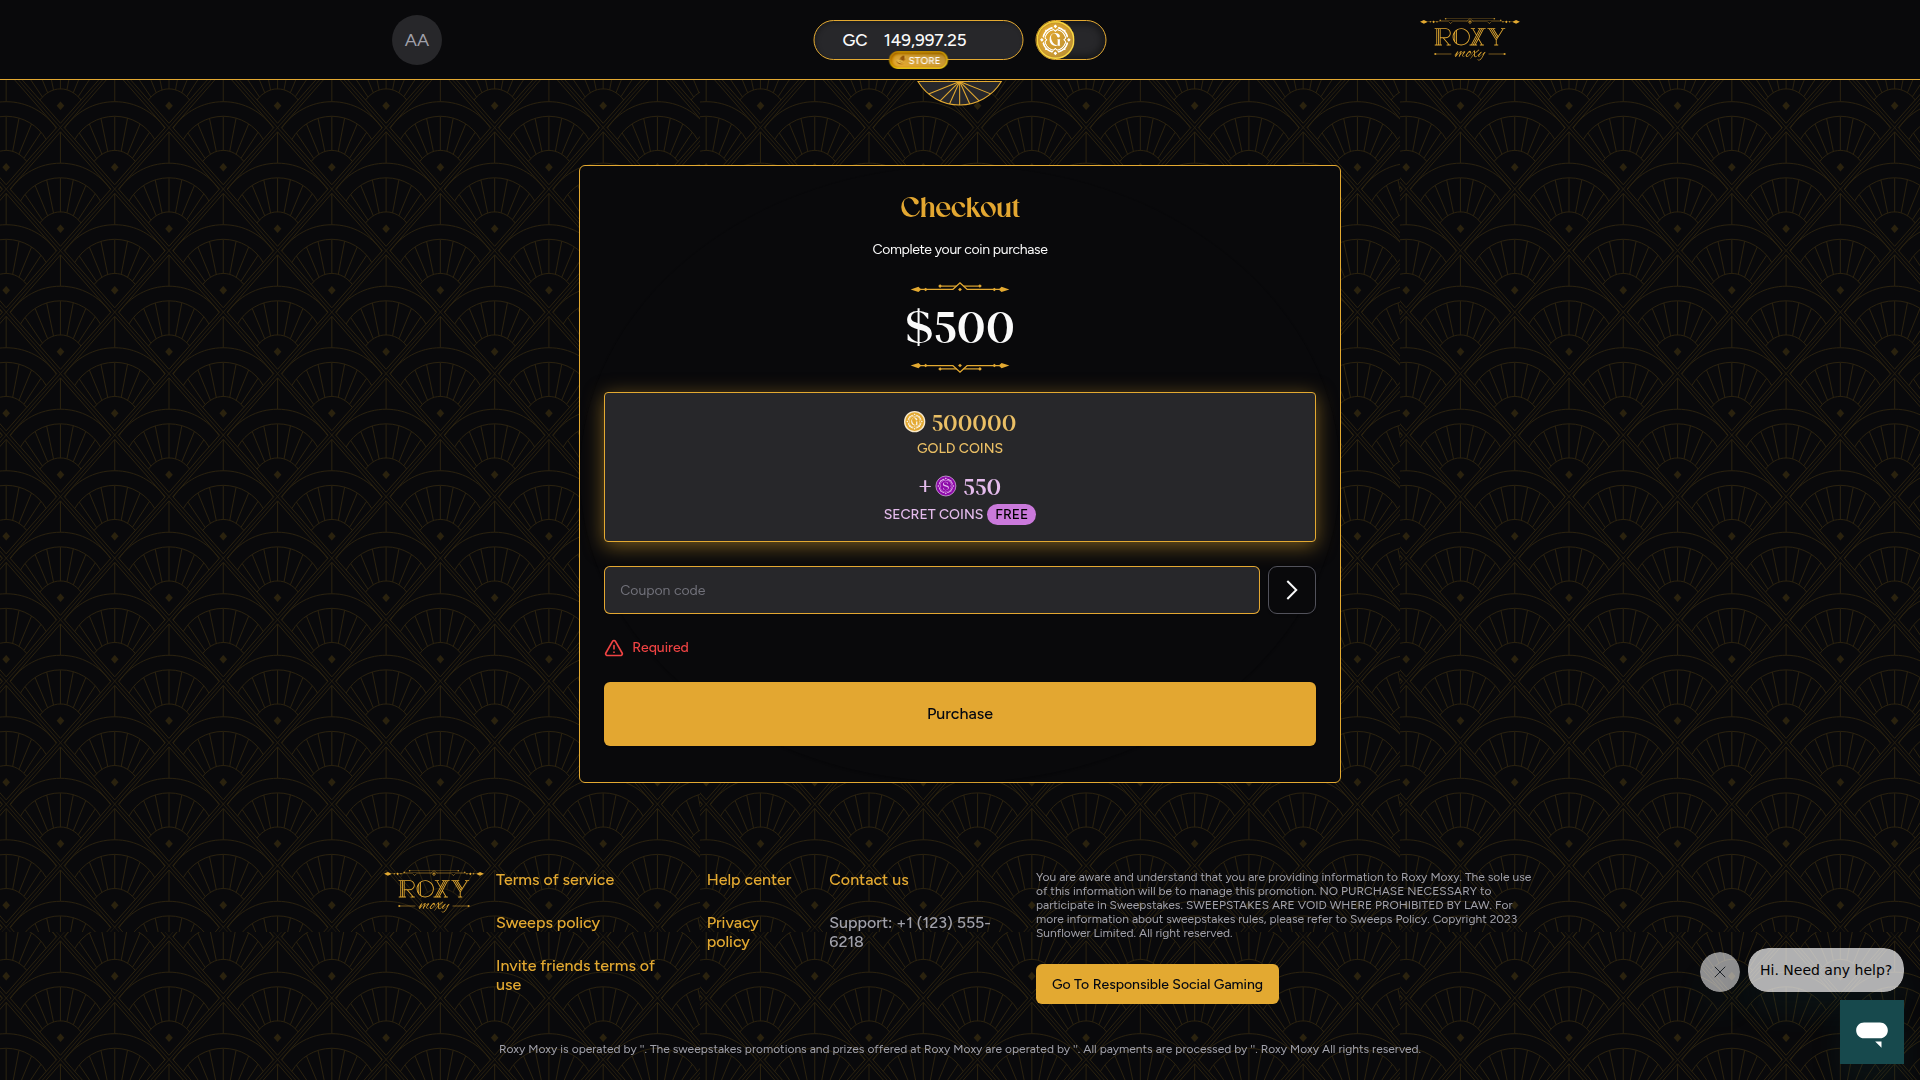 AA
GC 149,997.25
STORE
G
ROXY
moxy
Checkout
Complete your coin purchase
$500
G 500000
GOLD COINS
+ S 550
SECRET COINS FREE
Coupon code
Required
Purchase
ROXY
moxy
Terms of service
Sweeps policy
Invite friends terms of
use
Help center
Privacy
policy
Contact us
Support: +1 (123) 555-
6218
You are aware and understand that you are providing information to Roxy Moxy. The sole use
of this information will be to manage this promotion. NO PURCHASE NECESSARY to
participate in Sweepstakes. SWEEPSTAKES ARE VOID WHERE PROHIBITED BY LAW. For
more information about sweepstakes rules, please refer to Sweeps Policy. Copyright 2023
Sunflower Limited. All right reserved.
Go To Responsible Social Gaming
Hi. Need any help?
Roxy Moxy is operated by ''. The sweepstakes promotions and prizes offered at Roxy Moxy are operated by ''. All payments are processed by ''. Roxy Moxy All rights reserved.